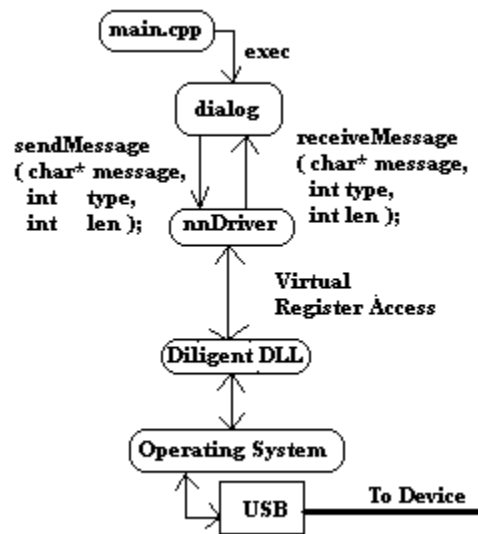 main.cpp
exec
dialog
sendMessage
( char* message,
int type,
int len );
receiveMessage
( char* message,
int type,
int len );
nnDriver
Virtual
Register Access
Diligent DLL
Operating System
USB
To Device